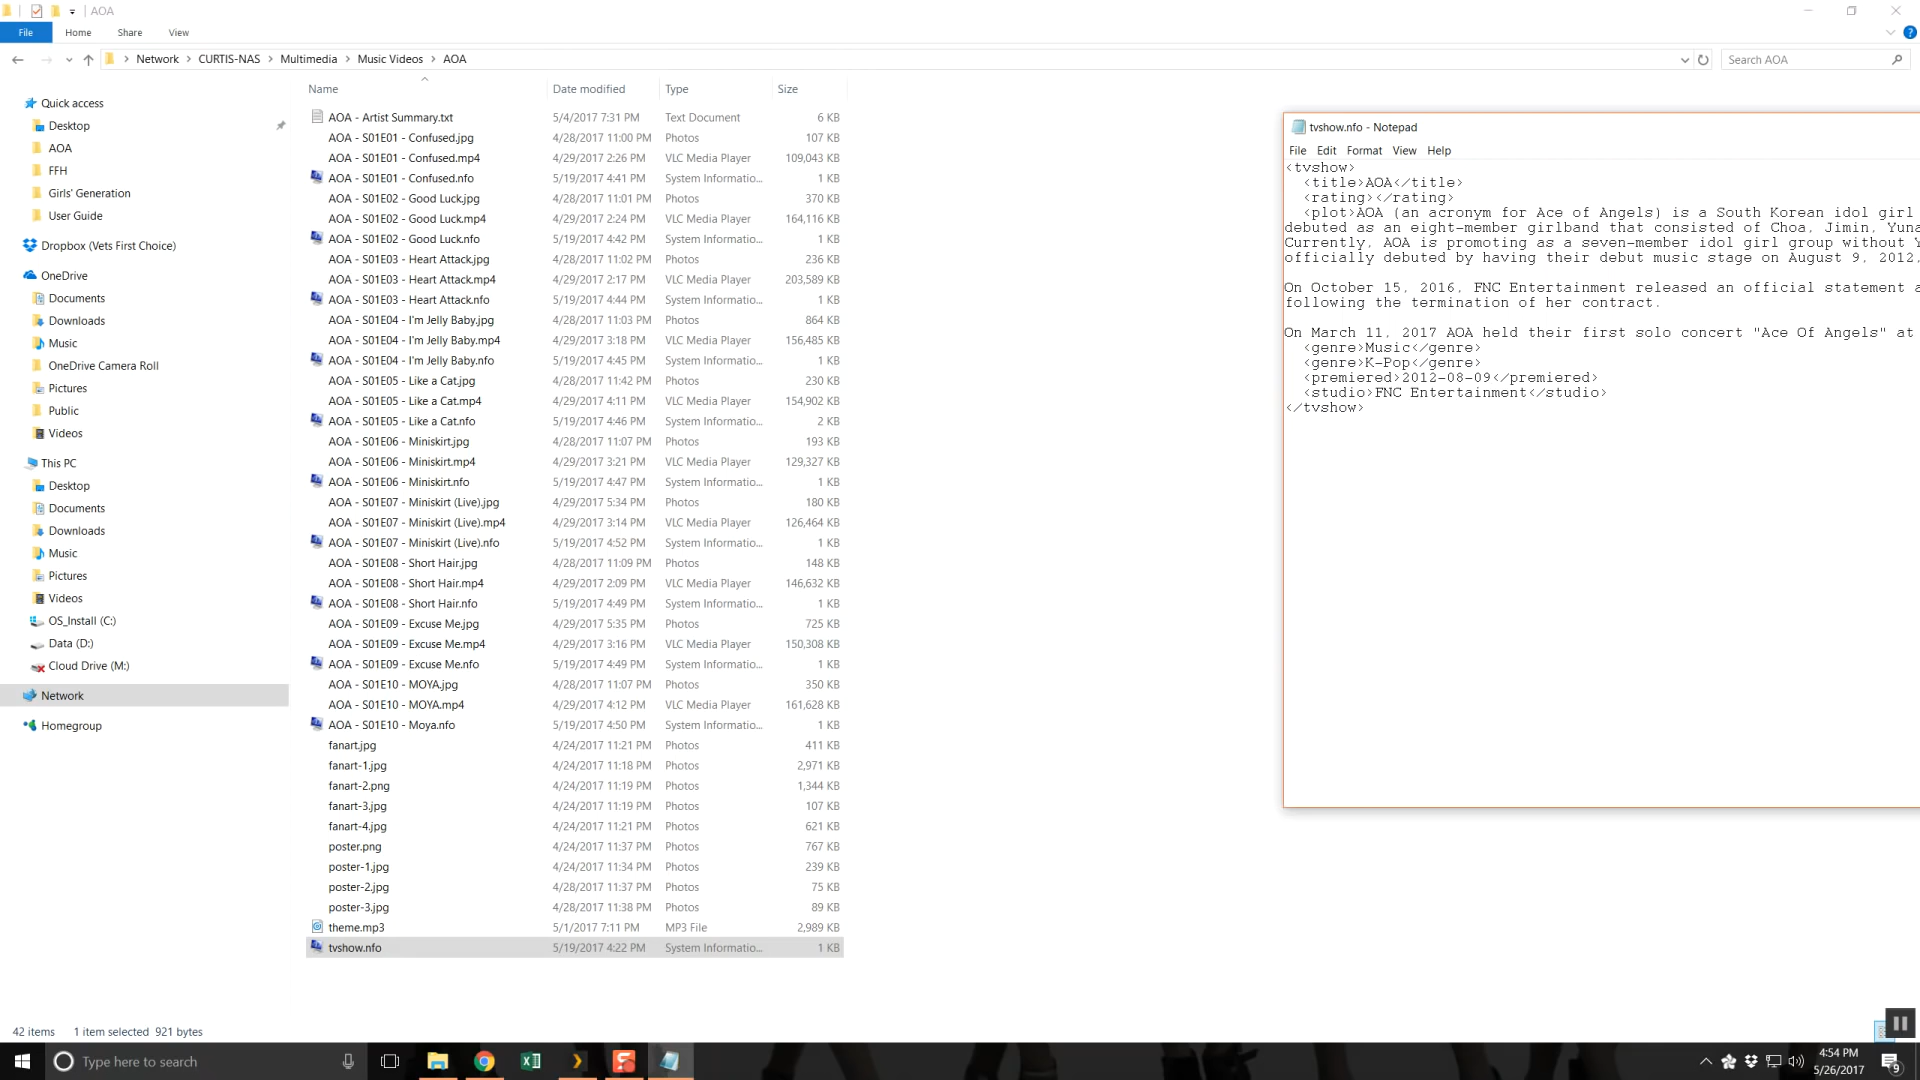 AOA
File Home Share View
Network > CURTIS-NAS > Multimedia > Music Videos > AOA
Search AOA
Name Date modified Type Size
Quick access
Desktop
AOA
FFH
Girls' Generation
User Guide
Dropbox (Vets First Choice)
OneDrive
Documents
Downloads
Music
OneDrive Camera Roll
Pictures
Public
Videos
This PC
Desktop
Documents
Downloads
Music
Pictures
Videos
OS_Install (C:)
Data (D:)
Cloud Drive (M:)
Network
Homegroup
AOA - Artist Summary.txt 5/4/2017 7:31 PM Text Document 6 KB
AOA - S01E01 - Confused.jpg 4/28/2017 11:00 PM Photos 107 KB
AOA - S01E01 - Confused.mp4 4/29/2017 2:26 PM VLC Media Player 109,043 KB
AOA - S01E01 - Confused.nfo 5/19/2017 4:41 PM System Informatio... 1 KB
AOA - S01E02 - Good Luck.jpg 4/28/2017 11:01 PM Photos 370 KB
AOA - S01E02 - Good Luck.mp4 4/29/2017 2:24 PM VLC Media Player 164,116 KB
AOA - S01E02 - Good Luck.nfo 5/19/2017 4:42 PM System Informatio... 1 KB
AOA - S01E03 - Heart Attack.jpg 4/28/2017 11:02 PM Photos 236 KB
AOA - S01E03 - Heart Attack.mp4 4/29/2017 2:17 PM VLC Media Player 203,589 KB
AOA - S01E03 - Heart Attack.nfo 5/19/2017 4:44 PM System Informatio... 1 KB
AOA - S01E04 - I'm Jelly Baby.jpg 4/28/2017 11:03 PM Photos 864 KB
AOA - S01E04 - I'm Jelly Baby.mp4 4/29/2017 3:18 PM VLC Media Player 156,485 KB
AOA - S01E04 - I'm Jelly Baby.nfo 5/19/2017 4:45 PM System Informatio... 1 KB
AOA - S01E05 - Like a Cat.jpg 4/28/2017 11:42 PM Photos 230 KB
AOA - S01E05 - Like a Cat.mp4 4/29/2017 4:11 PM VLC Media Player 154,902 KB
AOA - S01E05 - Like a Cat.nfo 5/19/2017 4:46 PM System Informatio... 2 KB
AOA - S01E06 - Miniskirt.jpg 4/28/2017 11:07 PM Photos 193 KB
AOA - S01E06 - Miniskirt.mp4 4/29/2017 3:21 PM VLC Media Player 129,327 KB
AOA - S01E06 - Miniskirt.nfo 5/19/2017 4:47 PM System Informatio... 1 KB
AOA - S01E07 - Miniskirt (Live).jpg 4/29/2017 5:34 PM Photos 180 KB
AOA - S01E07 - Miniskirt (Live).mp4 4/29/2017 3:14 PM VLC Media Player 126,464 KB
AOA - S01E07 - Miniskirt (Live).nfo 5/19/2017 4:52 PM System Informatio... 1 KB
AOA - S01E08 - Short Hair.jpg 4/28/2017 11:09 PM Photos 148 KB
AOA - S01E08 - Short Hair.mp4 4/29/2017 2:09 PM VLC Media Player 146,632 KB
AOA - S01E08 - Short Hair.nfo 5/19/2017 4:49 PM System Informatio... 1 KB
AOA - S01E09 - Excuse Me.jpg 4/29/2017 5:35 PM Photos 725 KB
AOA - S01E09 - Excuse Me.mp4 4/29/2017 3:16 PM VLC Media Player 150,308 KB
AOA - S01E09 - Excuse Me.nfo 5/19/2017 4:49 PM System Informatio... 1 KB
AOA - S01E10 - MOYA.jpg 4/28/2017 11:07 PM Photos 350 KB
AOA - S01E10 - MOYA.mp4 4/29/2017 4:12 PM VLC Media Player 161,628 KB
AOA - S01E10 - Moya.nfo 5/19/2017 4:50 PM System Informatio... 1 KB
fanart.jpg 4/24/2017 11:21 PM Photos 411 KB
fanart-1.jpg 4/24/2017 11:18 PM Photos 2,971 KB
fanart-2.png 4/24/2017 11:19 PM Photos 1,344 KB
fanart-3.jpg 4/24/2017 11:19 PM Photos 107 KB
fanart-4.jpg 4/24/2017 11:21 PM Photos 621 KB
poster.png 4/24/2017 11:37 PM Photos 767 KB
poster-1.jpg 4/24/2017 11:34 PM Photos 239 KB
poster-2.jpg 4/28/2017 11:37 PM Photos 75 KB
poster-3.jpg 4/28/2017 11:38 PM Photos 89 KB
theme.mp3 5/1/2017 7:11 PM MP3 File 2,989 KB
tvshow.nfo 5/19/2017 4:22 PM System Informatio... 1 KB
tvshow.nfo - Notepad
File Edit Format View Help
<tvshow>
<title>AOA</title>
<rating></rating>
<plot>AOA (an acronym for Ace of Angels) is a South Korean idol girl
debuted as an eight-member girlband that consisted of Choa, Jimin, Yuna
Currently, AOA is promoting as a seven-member idol girl group without Y
officially debuted by having their debut music stage on August 9, 2012,
On October 15, 2016, FNC Entertainment released an official statement a
following the termination of her contract.
On March 11, 2017 AOA held their first solo concert "Ace Of Angels" at
<genre>Music</genre>
<genre>K-Pop</genre>
<premiered>2012-08-09</premiered>
<studio>FNC Entertainment</studio>
</tvshow>
42 items 1 item selected 921 bytes
Type here to search
4:54 PM
5/26/2017
9